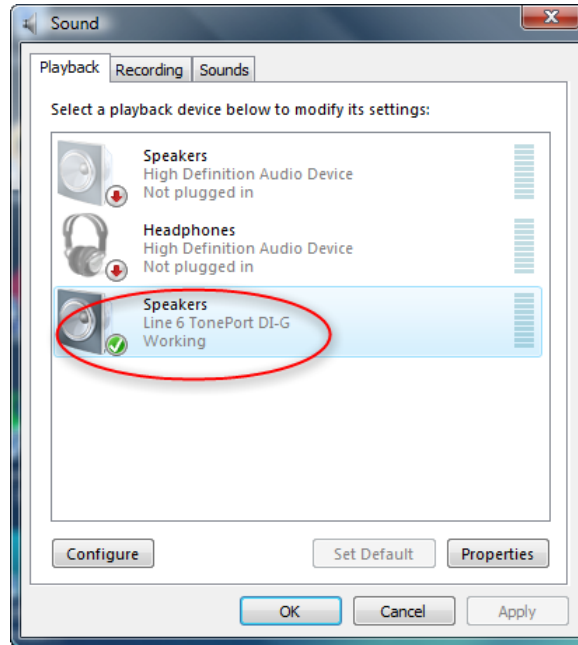 Sound
Playback Recording Sounds
Select a playback device below to modify its settings:
Speakers
High Definition Audio Device
Not plugged in
Headphones
High Definition Audio Device
Not plugged in
Speakers
Line 6 TonePort DI-G
Working
Configure Set Default Properties
OK Cancel Apply